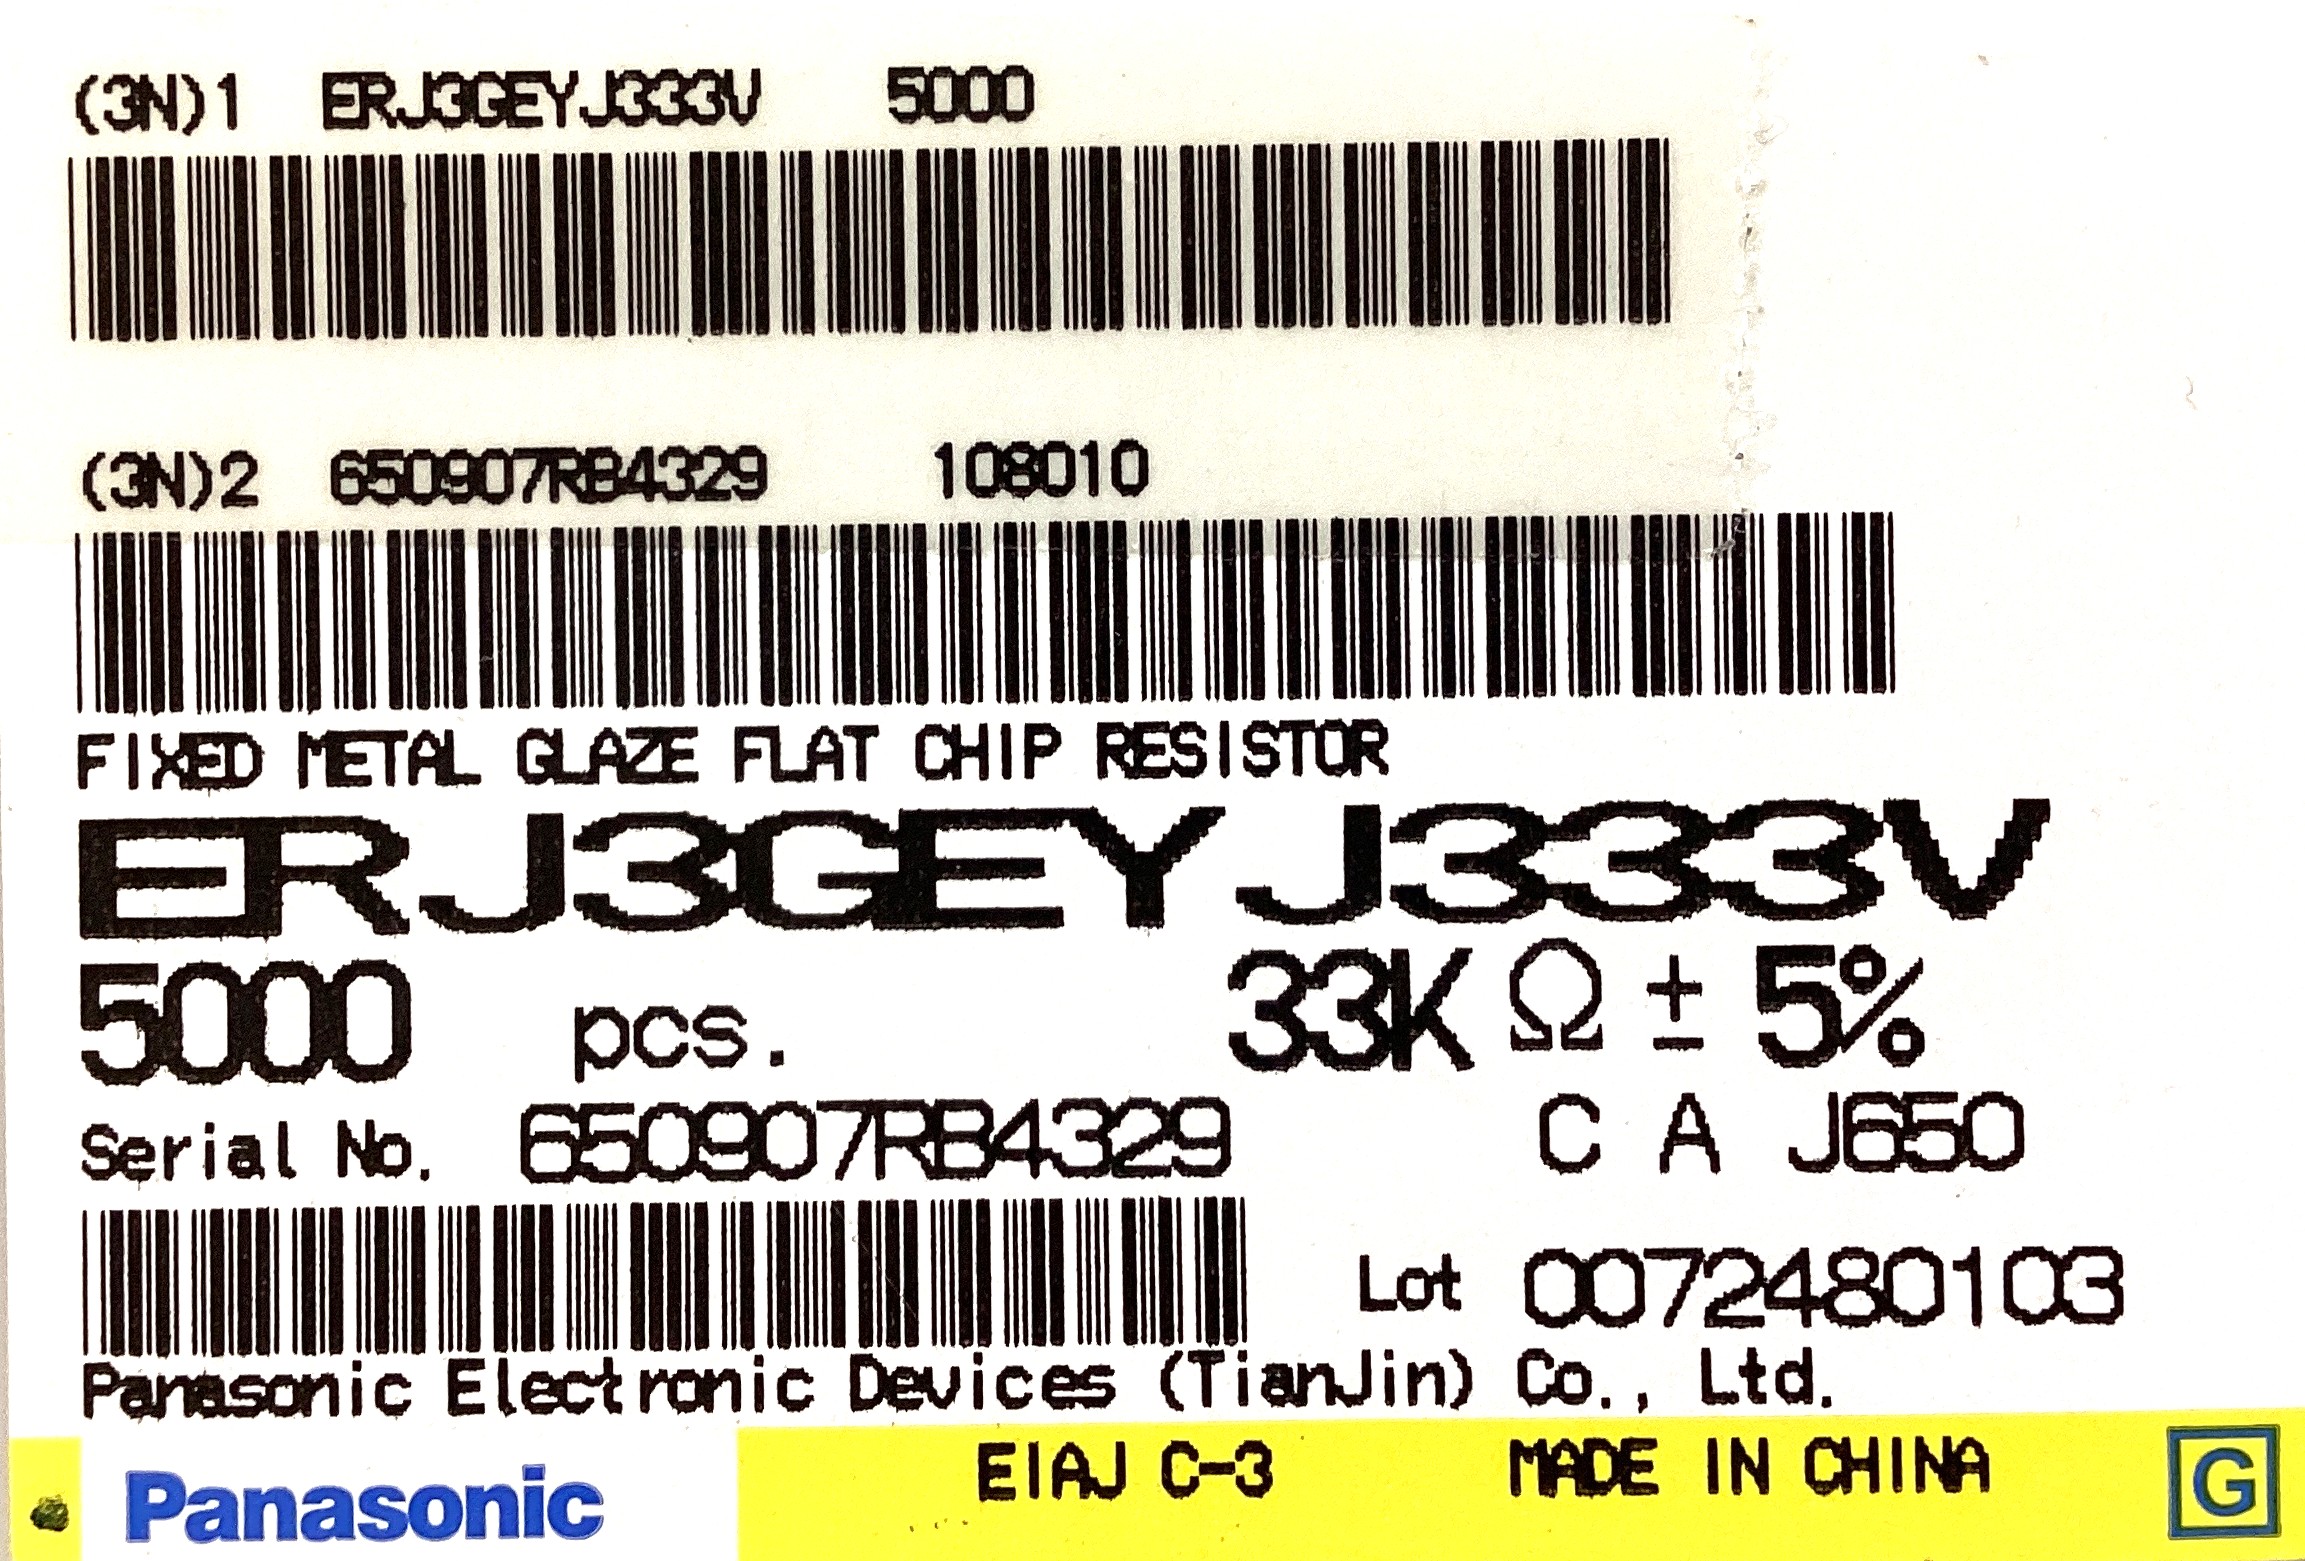 (3N)1 ERJ3GEYJ333V 5000
(3N)2 650907RB4329 108010
FIXED METAL GLAZE FLAT CHIP RESISTOR
ERJ3GEYJ333V
5000 pcs. 33KΩ ± 5%
Serial No. 650907RB4329 C A J650
Lot 0072480103
Panasonic Electronic Devices (TianJin) Co., Ltd.
Panasonic EIAJ C-3 MADE IN CHINA G